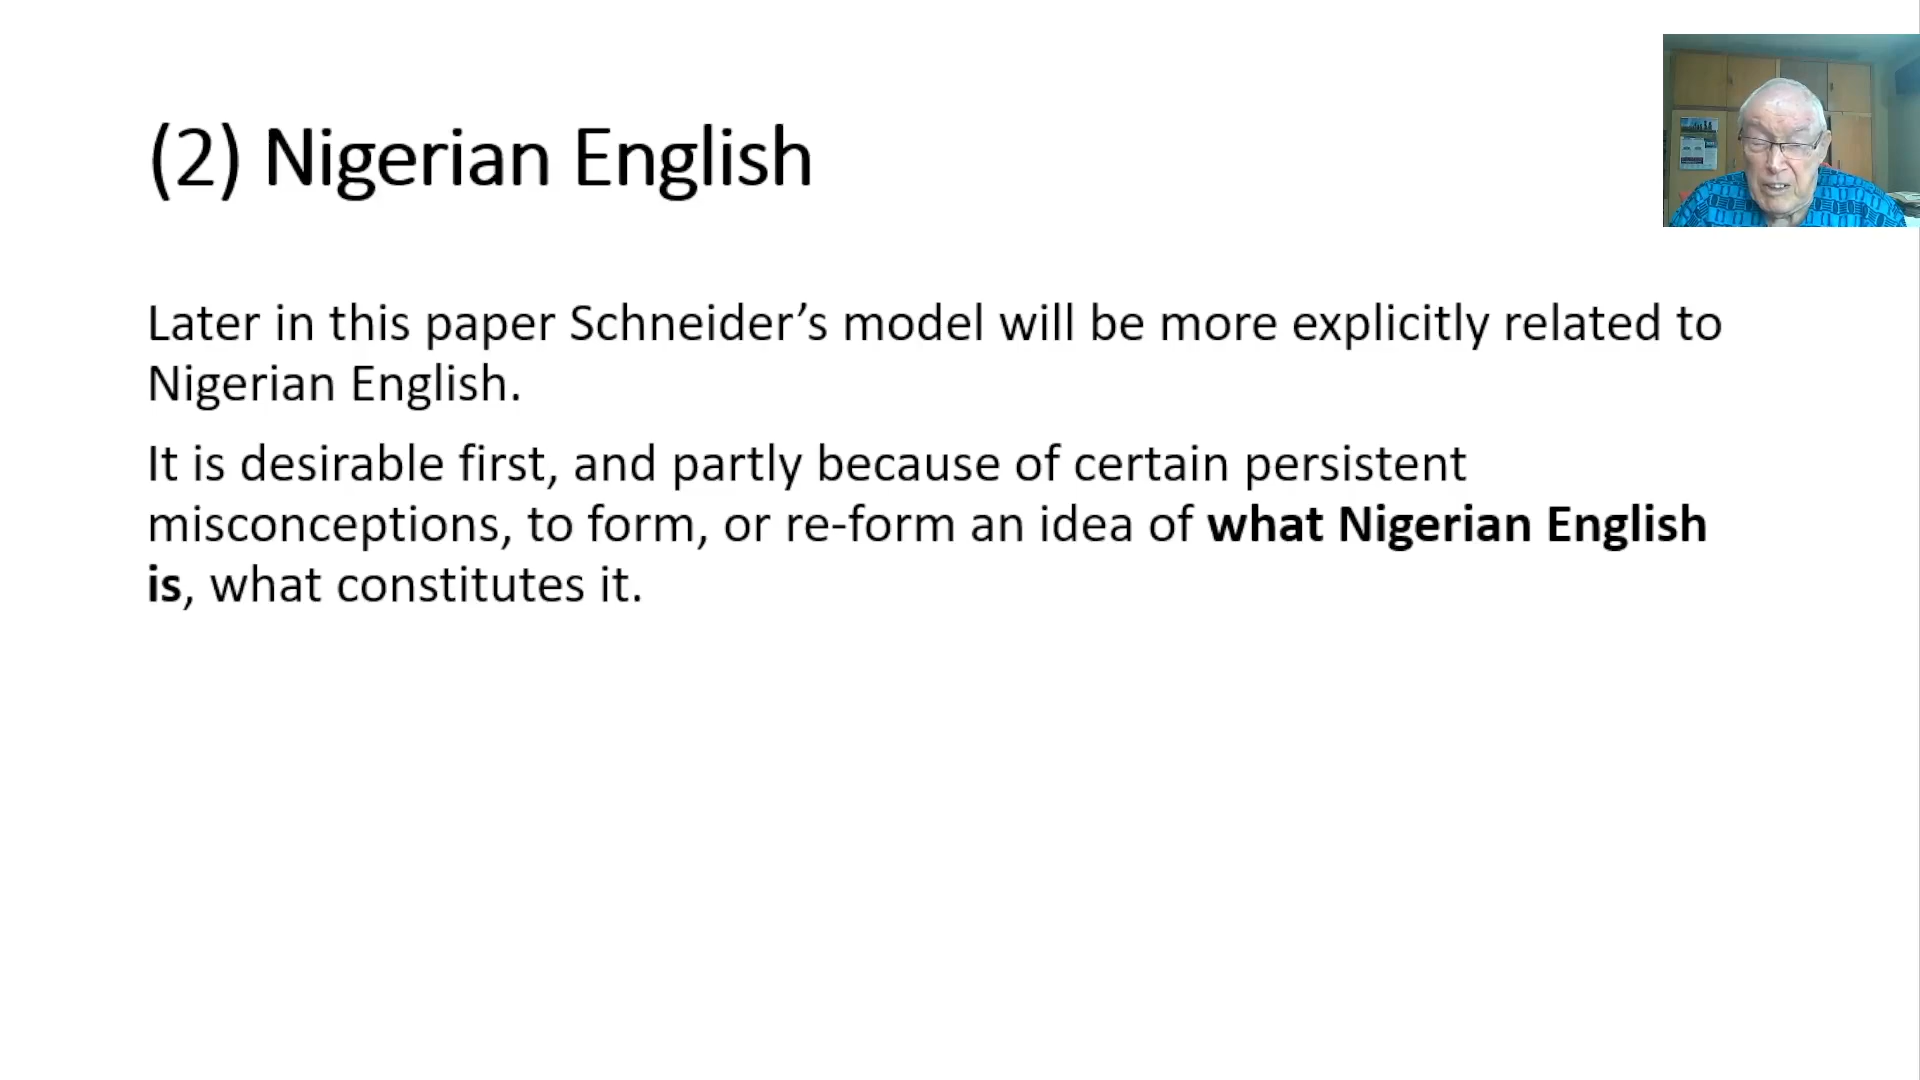 (2) Nigerian English
Later in this paper Schneider’s model will be more explicitly related to
Nigerian English.
It is desirable first, and partly because of certain persistent
misconceptions, to form, or re-form an idea of what Nigerian English
is, what constitutes it.